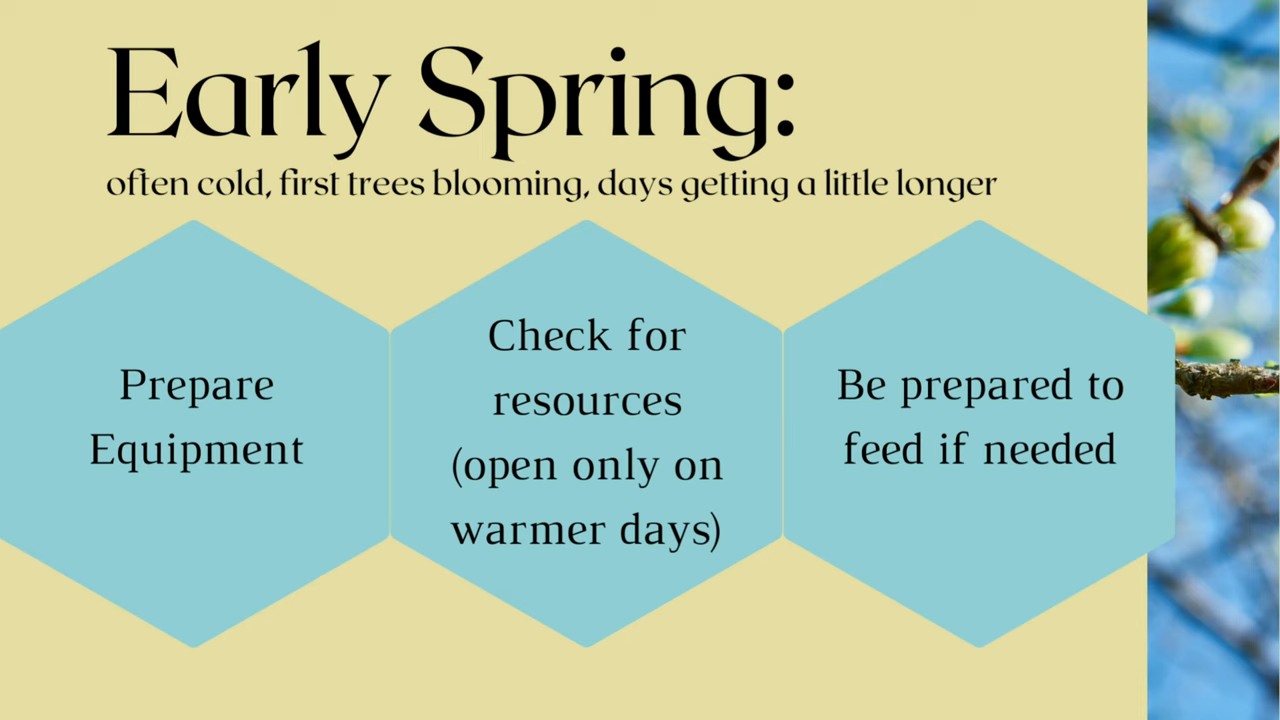 Early Spring:
often cold, first trees blooming, days getting a little longer
Prepare
Equipment
Check for
resources
(open only on
warmer days)
Be prepared to
feed if needed